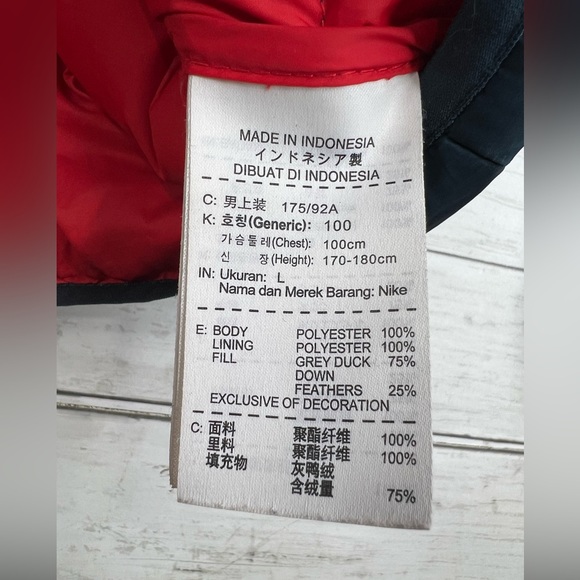 MADE IN INDONESIA
インドネシア製
DIBUAT DI INDONESIA
C: 男上装 175/92A
K: 호칭(Generic): 100
가슴둘레(Chest): 100cm
신 장(Height): 170-180cm
IN: Ukuran: L
Nama dan Merek Barang: Nike
E: BODY POLYESTER 100%
LINING POLYESTER 100%
FILL GREY DUCK 75%
DOWN
FEATHERS 25%
EXCLUSIVE OF DECORATION
C: 面料 聚酯纤维 100%
里料 聚酯纤维 100%
填充物 灰鸭绒
含绒量 75%